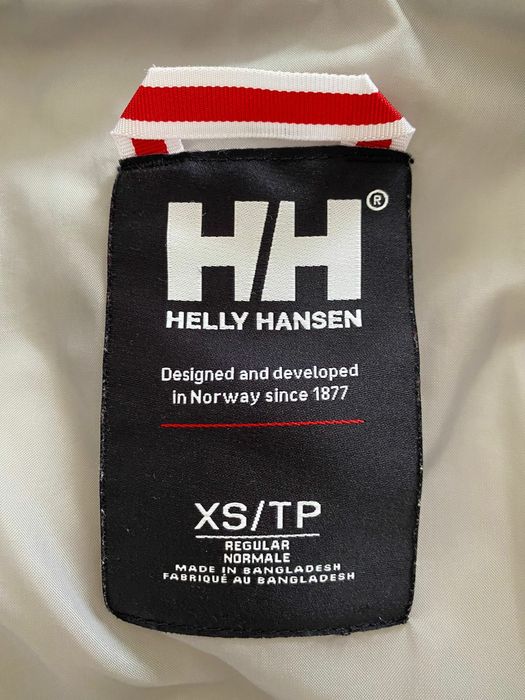 HH®
HELLY HANSEN
Designed and developed
in Norway since 1877
XS/TP
REGULAR
NORMALE
MADE IN BANGLADESH
FABRIQUÉ AU BANGLADESH